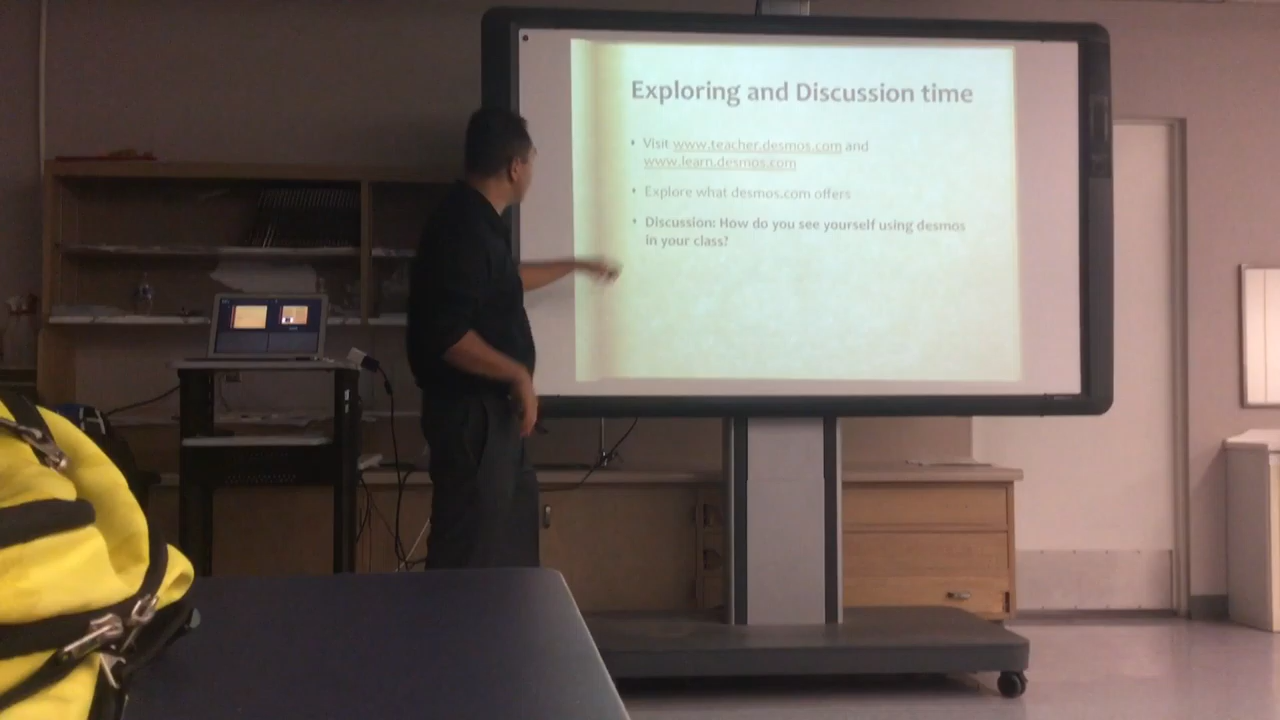 Exploring and Discussion time
• Visit www.teacher.desmos.com and
www.learn.desmos.com
• Explore what desmos.com offers
• Discussion: How do you see yourself using desmos
in your class?